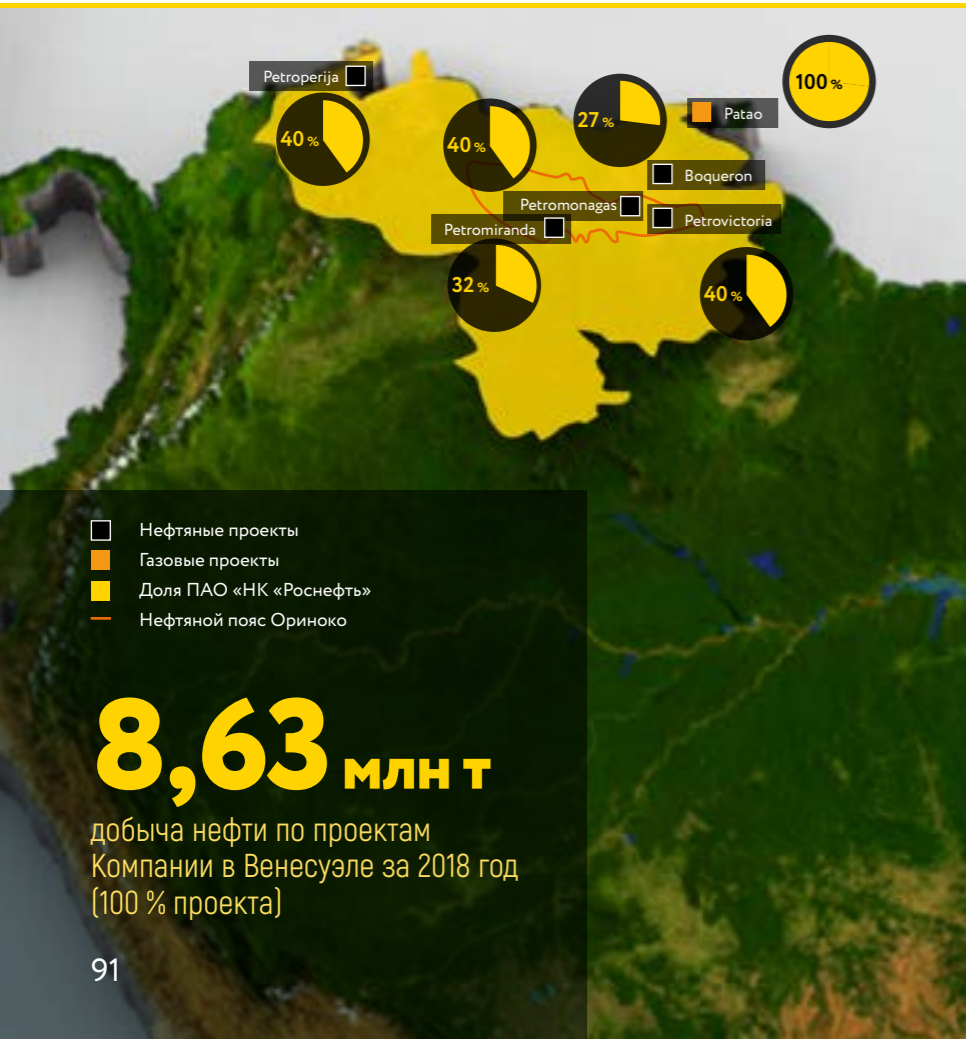 Petroperija
40 %
40 %
27 %
100 %
Patao
Boqueron
Petromonagas
Petrovictoria
Petromiranda
32 %
40 %
Нефтяные проекты
Газовые проекты
Доля ПАО «НК «Роснефть»
Нефтяной пояс Ориноко
8,63 млн т
добыча нефти по проектам
Компании в Венесуэле за 2018 год
(100 % проекта)
91